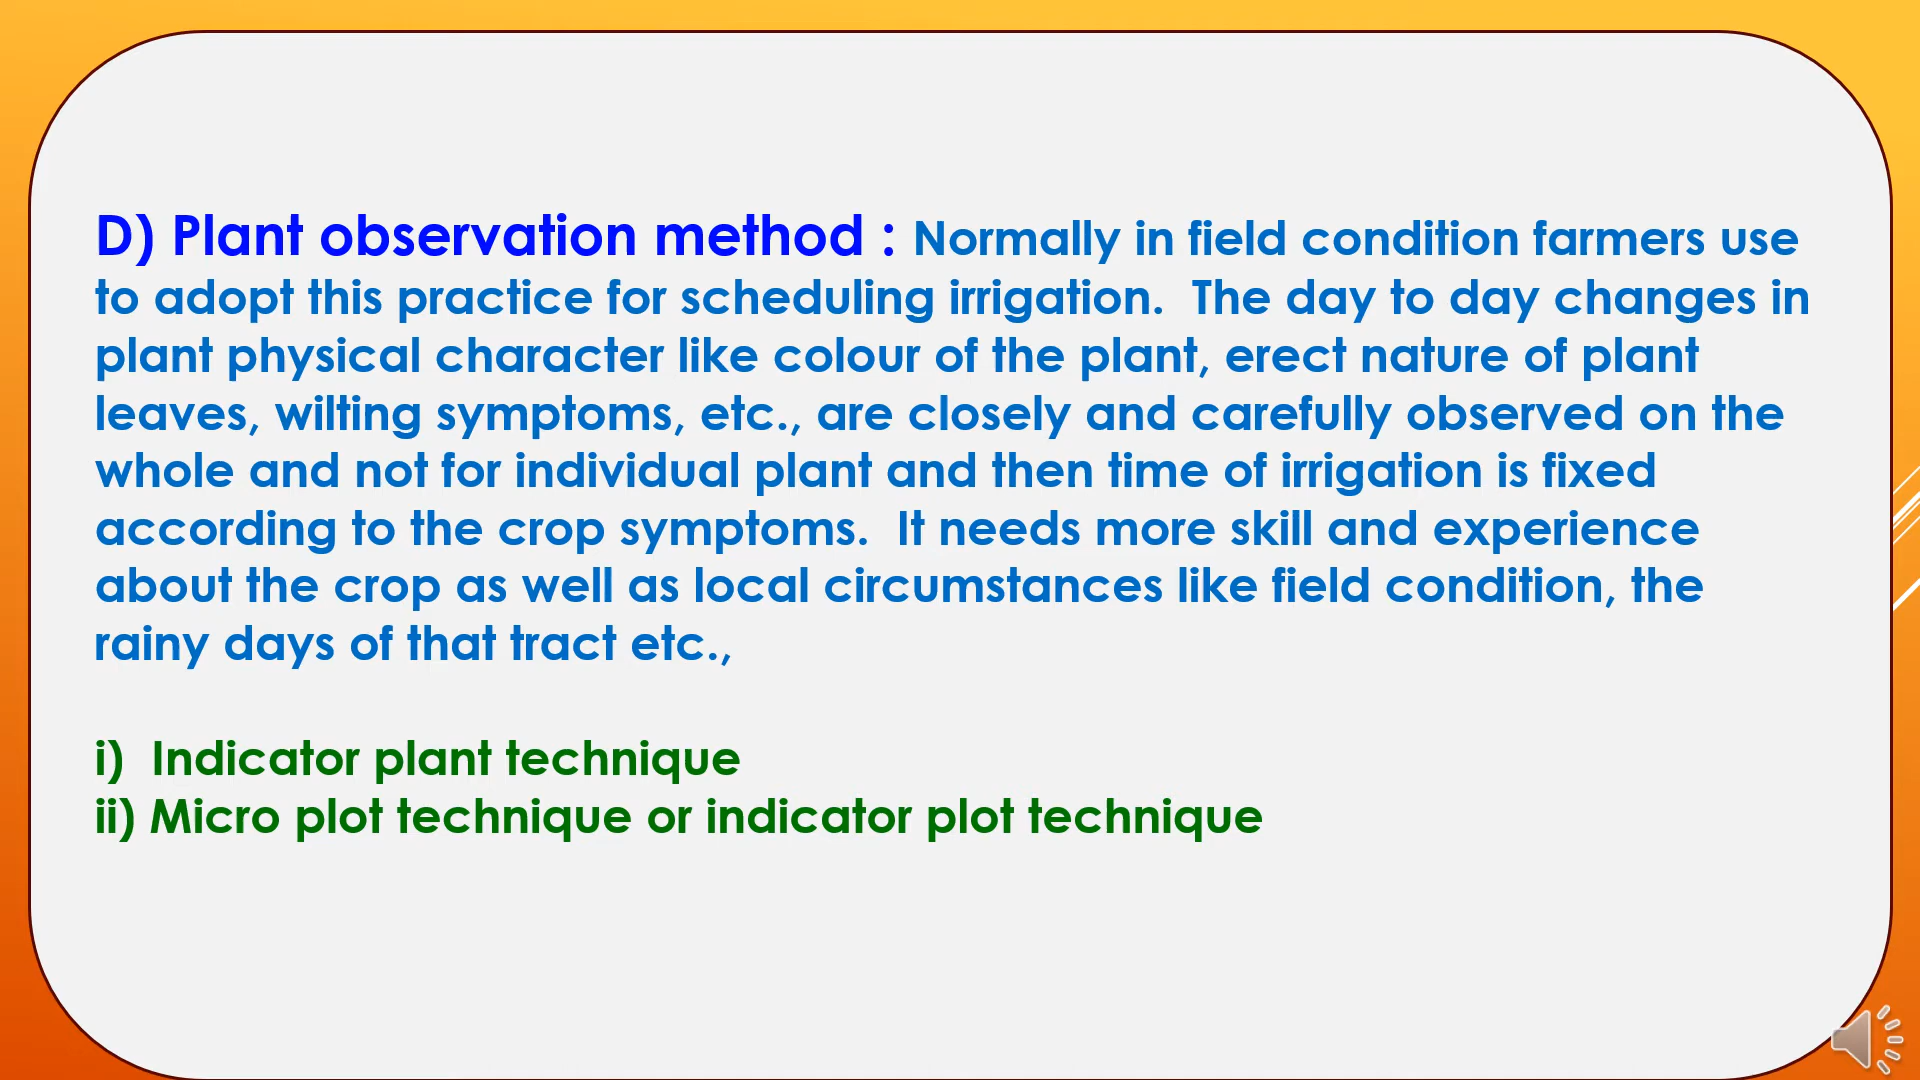 D) Plant observation method : Normally in field condition farmers use
to adopt this practice for scheduling irrigation.  The day to day changes in
plant physical character like colour of the plant, erect nature of plant
leaves, wilting symptoms, etc., are closely and carefully observed on the
whole and not for individual plant and then time of irrigation is fixed
according to the crop symptoms.  It needs more skill and experience
about the crop as well as local circumstances like field condition, the
rainy days of that tract etc.,
i)  Indicator plant technique
ii) Micro plot technique or indicator plot technique